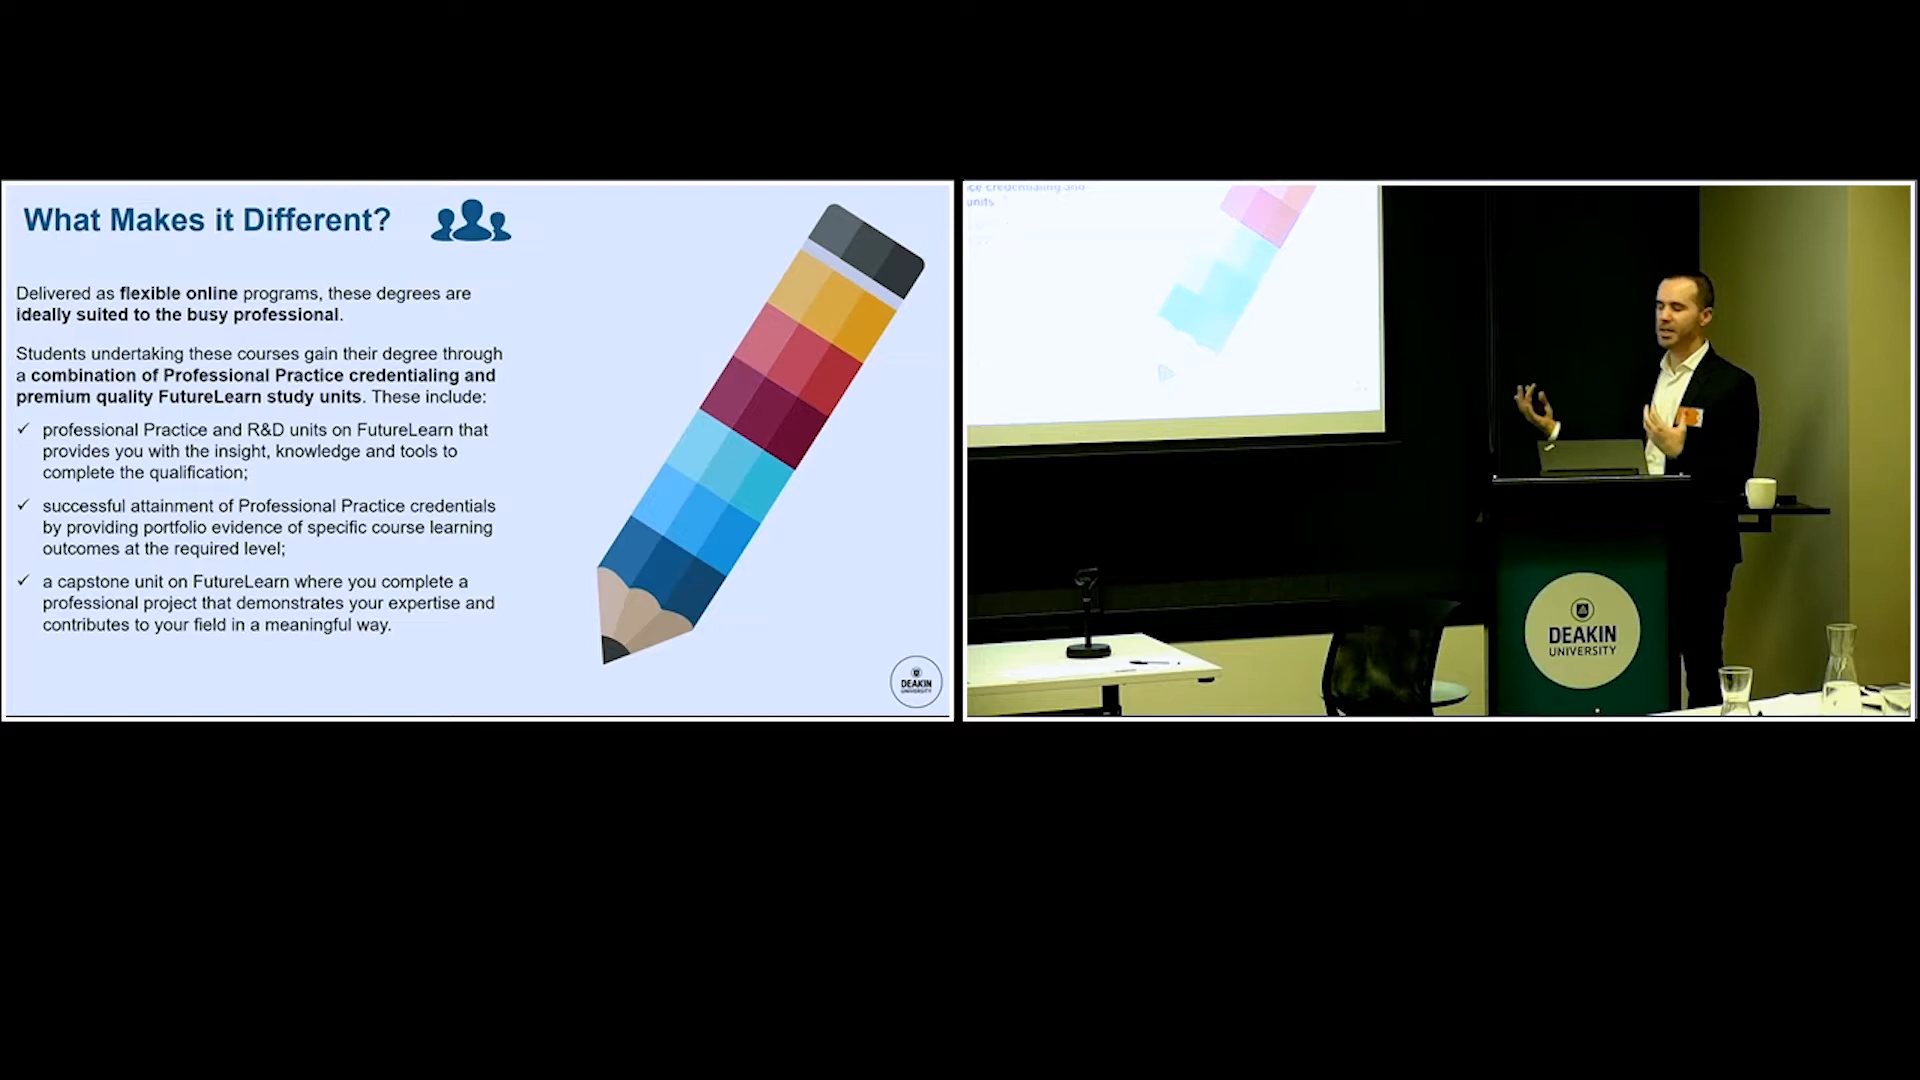 What Makes it Different?
Delivered as flexible online programs, these degrees are
ideally suited to the busy professional.
Students undertaking these courses gain their degree through
a combination of Professional Practice credentialing and
premium quality FutureLearn study units. These include:
✓ professional Practice and R&D units on FutureLearn that
provides you with the insight, knowledge and tools to
complete the qualification;
✓ successful attainment of Professional Practice credentials
by providing portfolio evidence of specific course learning
outcomes at the required level;
✓ a capstone unit on FutureLearn where you complete a
professional project that demonstrates your expertise and
contributes to your field in a meaningful way.
DEAKIN
UNIVERSITY
ice credentialing and
units
DEAKIN
UNIVERSITY